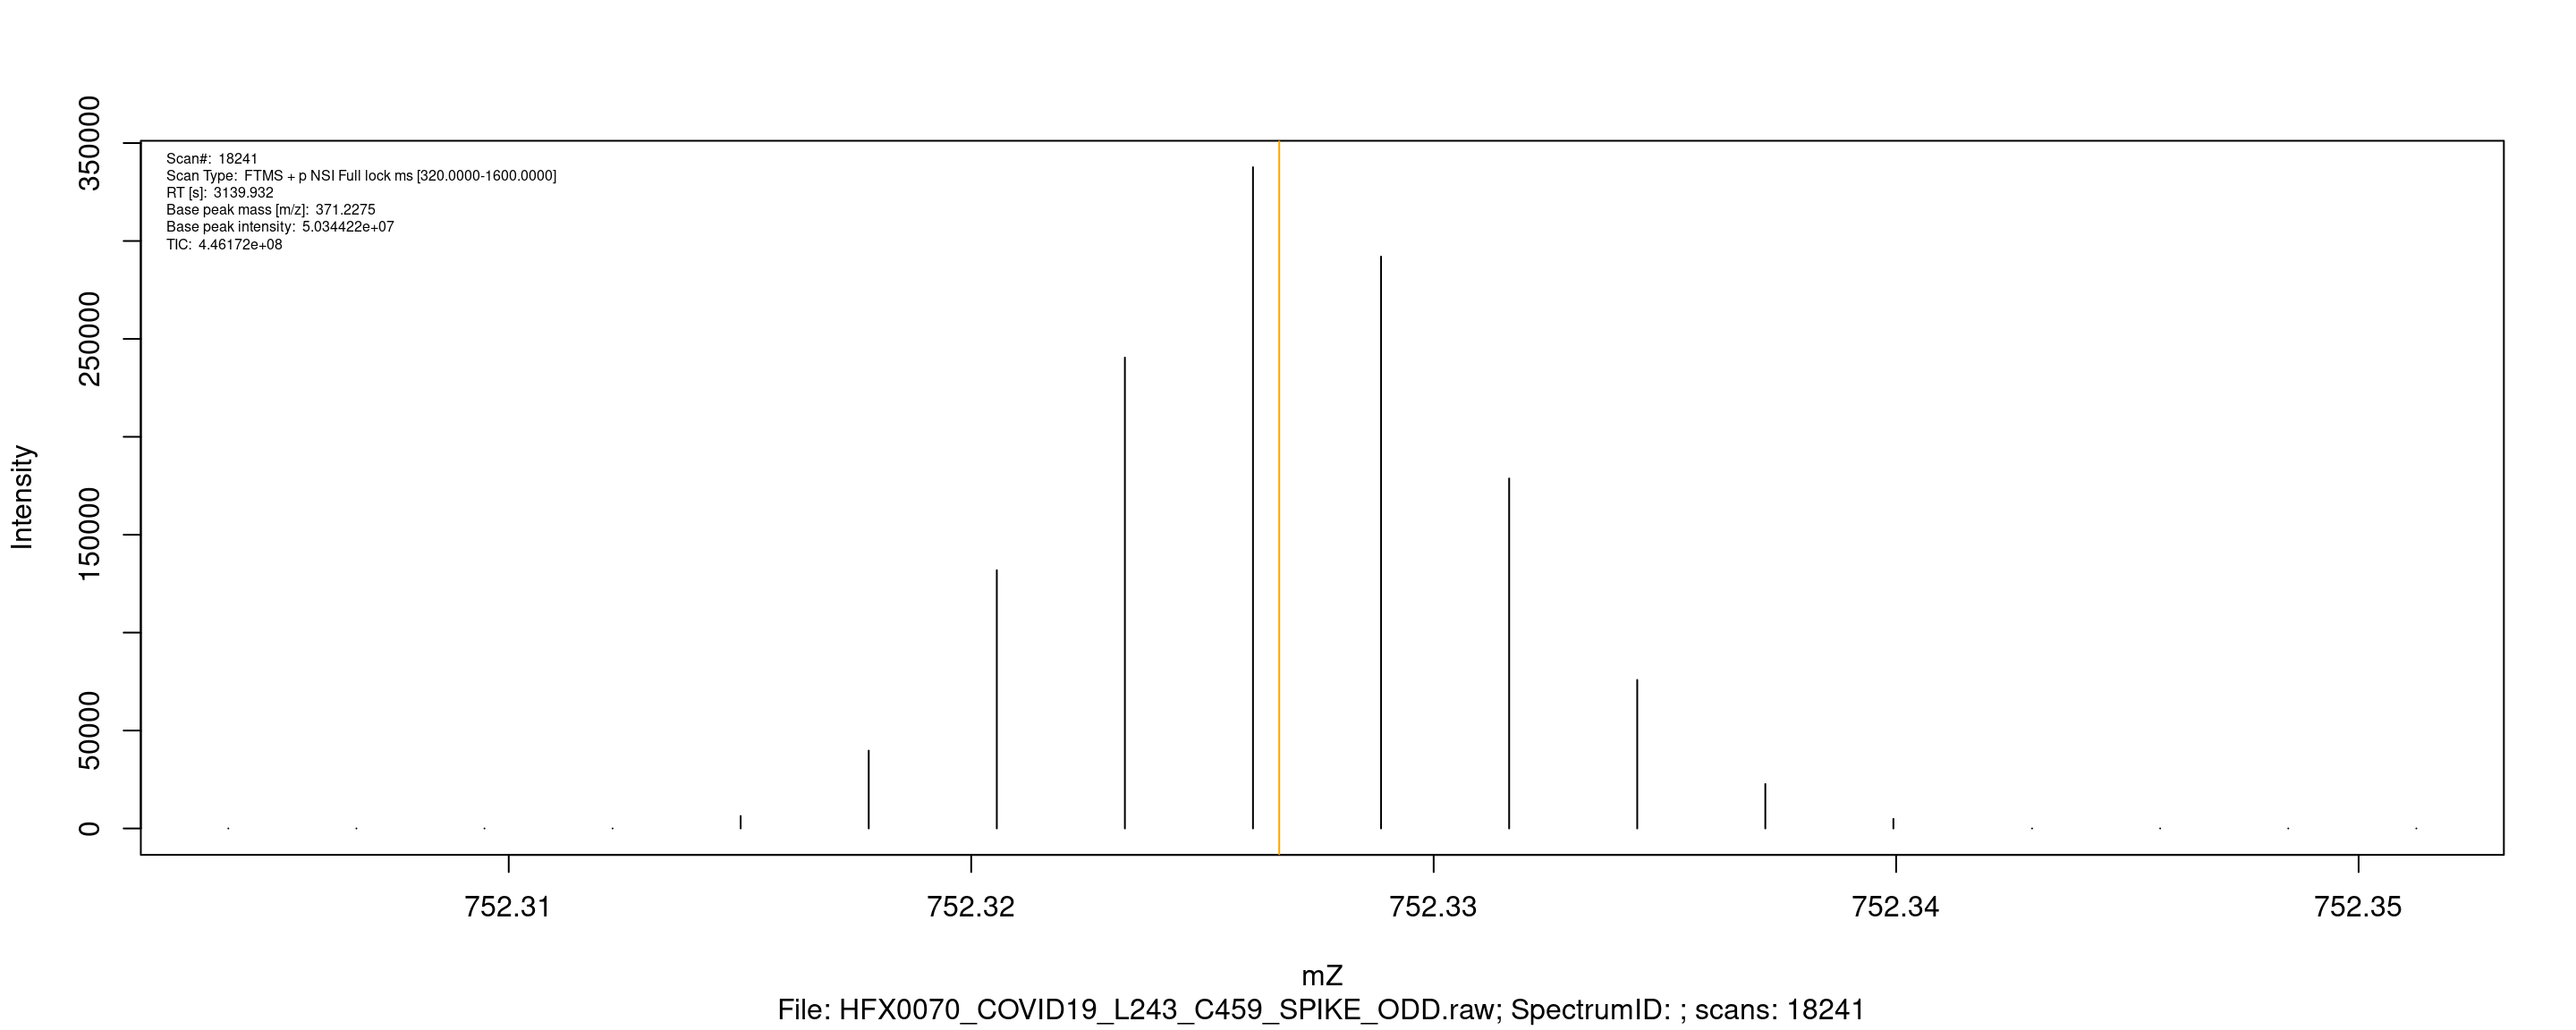 Scan#: 18241
Scan Type: FTMS + p NSI Full lock ms [320.0000-1600.0000]
RT [s]: 3139.932
Base peak mass [m/z]: 371.2275
Base peak intensity: 5.034422e+07
TIC: 4.46172e+08
Intensity
350000
250000
150000
50000
0
752.31 752.32 752.33 752.34 752.35
mZ
File: HFX0070_COVID19_L243_C459_SPIKE_ODD.raw; SpectrumID: ; scans: 18241